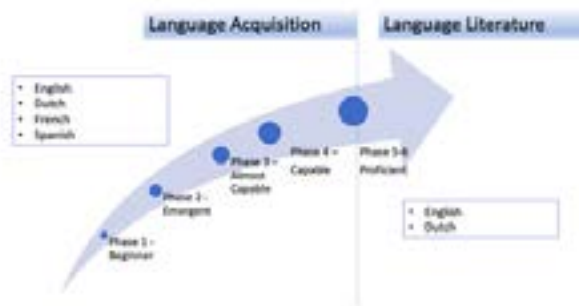 Language Acquisition
Language Literature
• English
• Dutch
• French
• Spanish
Phase 1 –
Beginner
Phase 2 -
Emergent
Phase 3 –
Almost
Capable
Phase 4 –
Capable
Phase 5-6
Proficient
• English
• Dutch